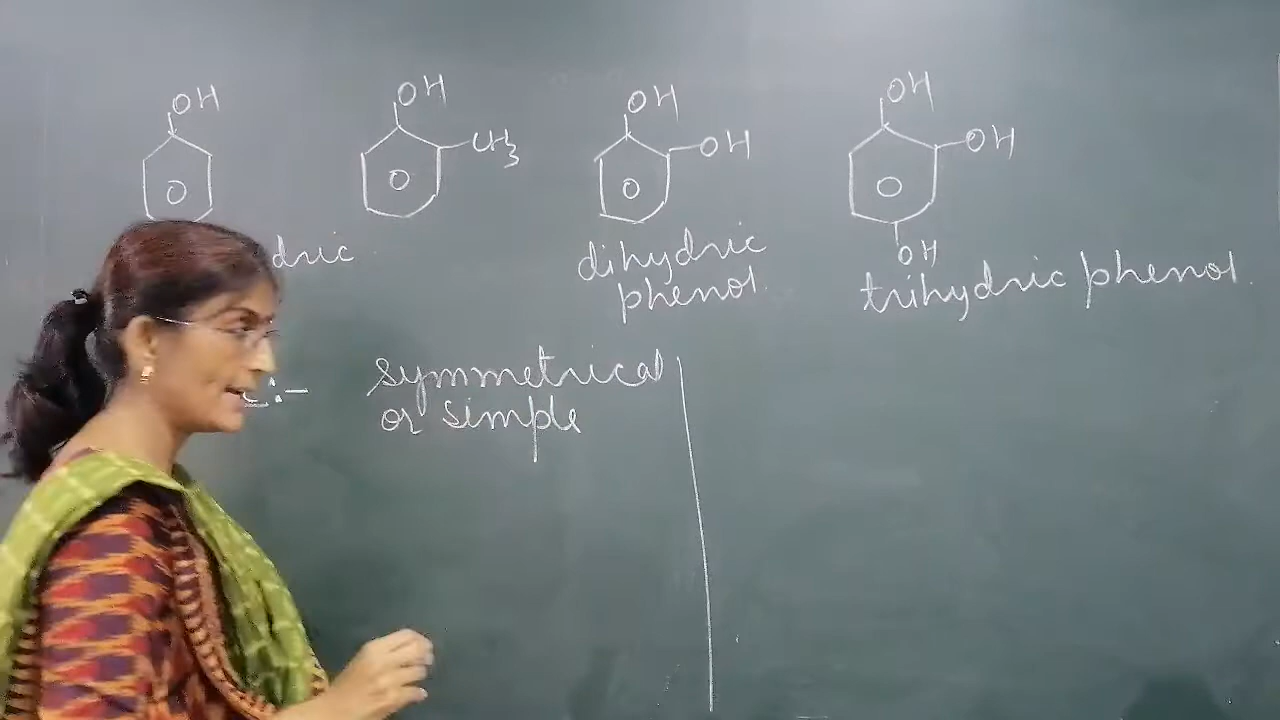 OH
OH
CH3
OH
OH
OH
OH
OH
dric
dihydric
phenol
trihydric phenol.
:-
symmetrical
or simple